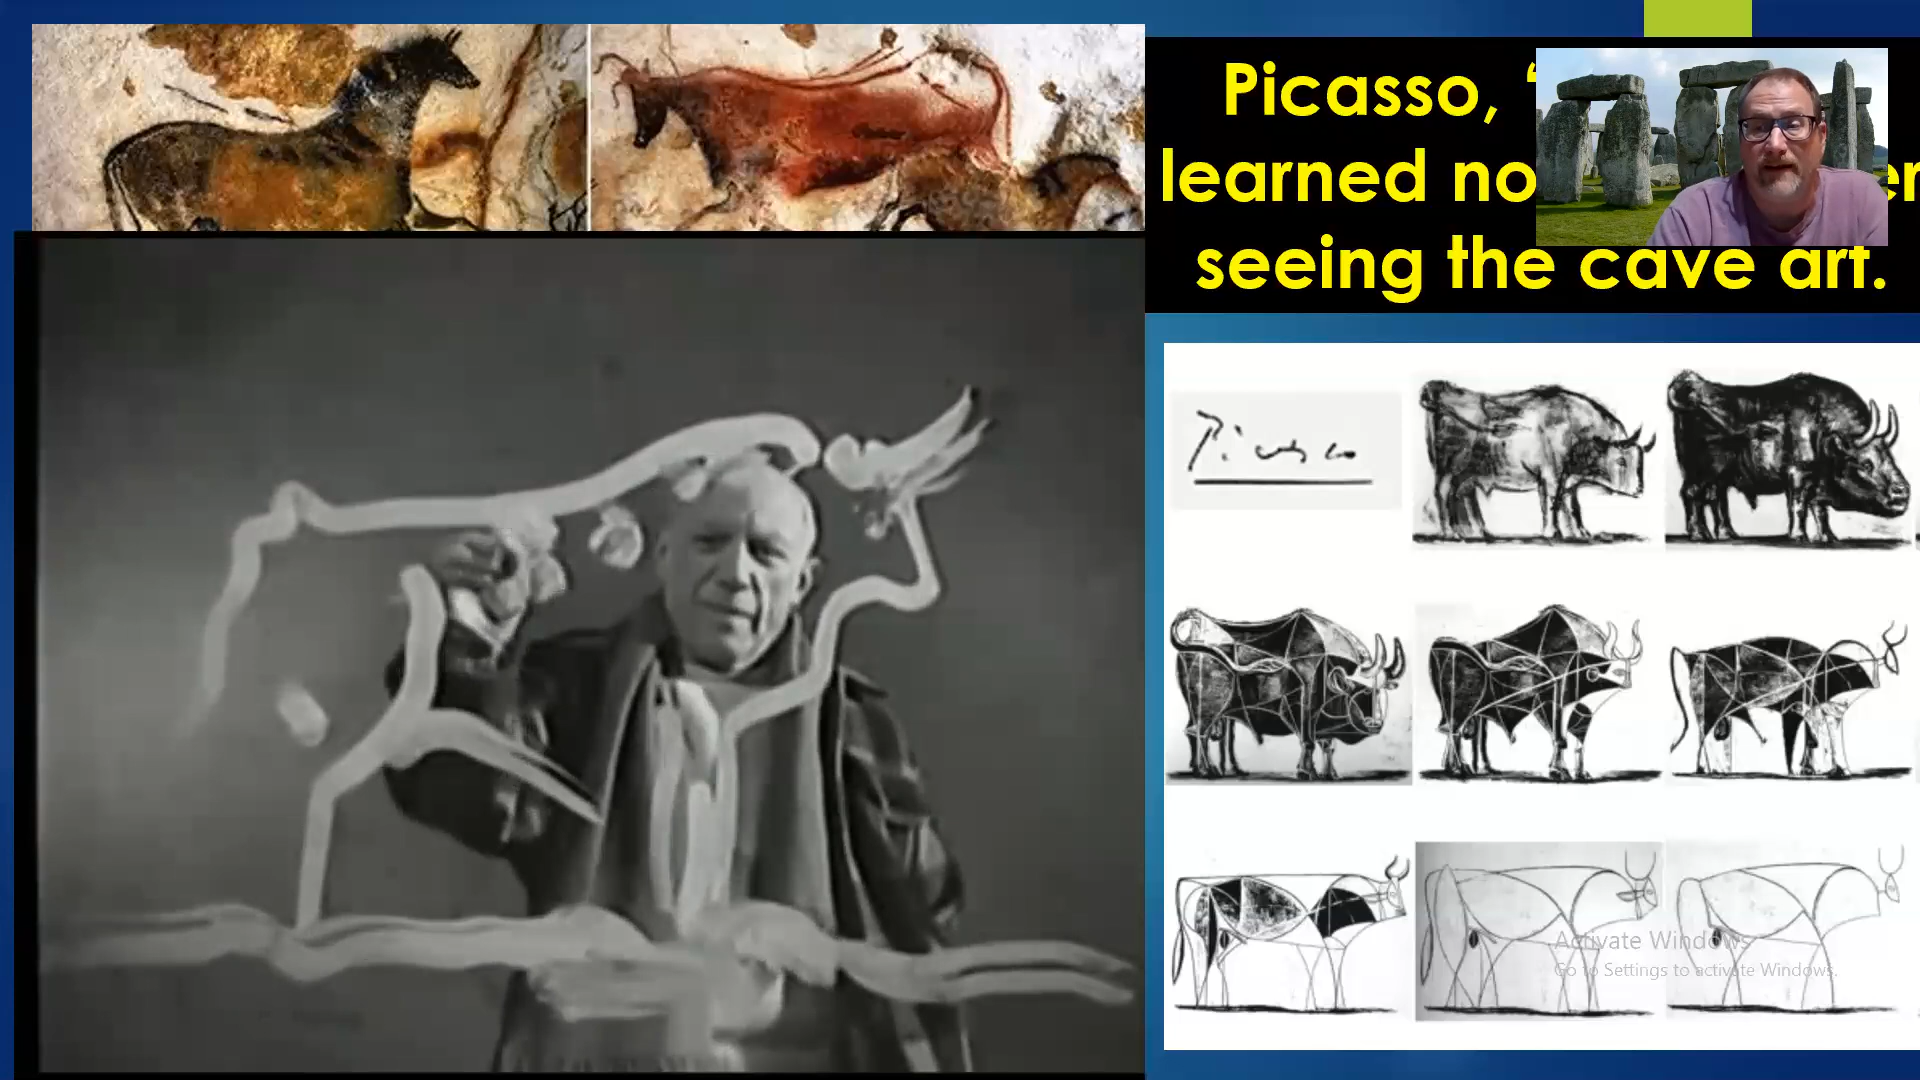 Picasso, “
learned no
seeing the cave art.
Picasso
Activate Windows
Go to Settings to activate Windows.